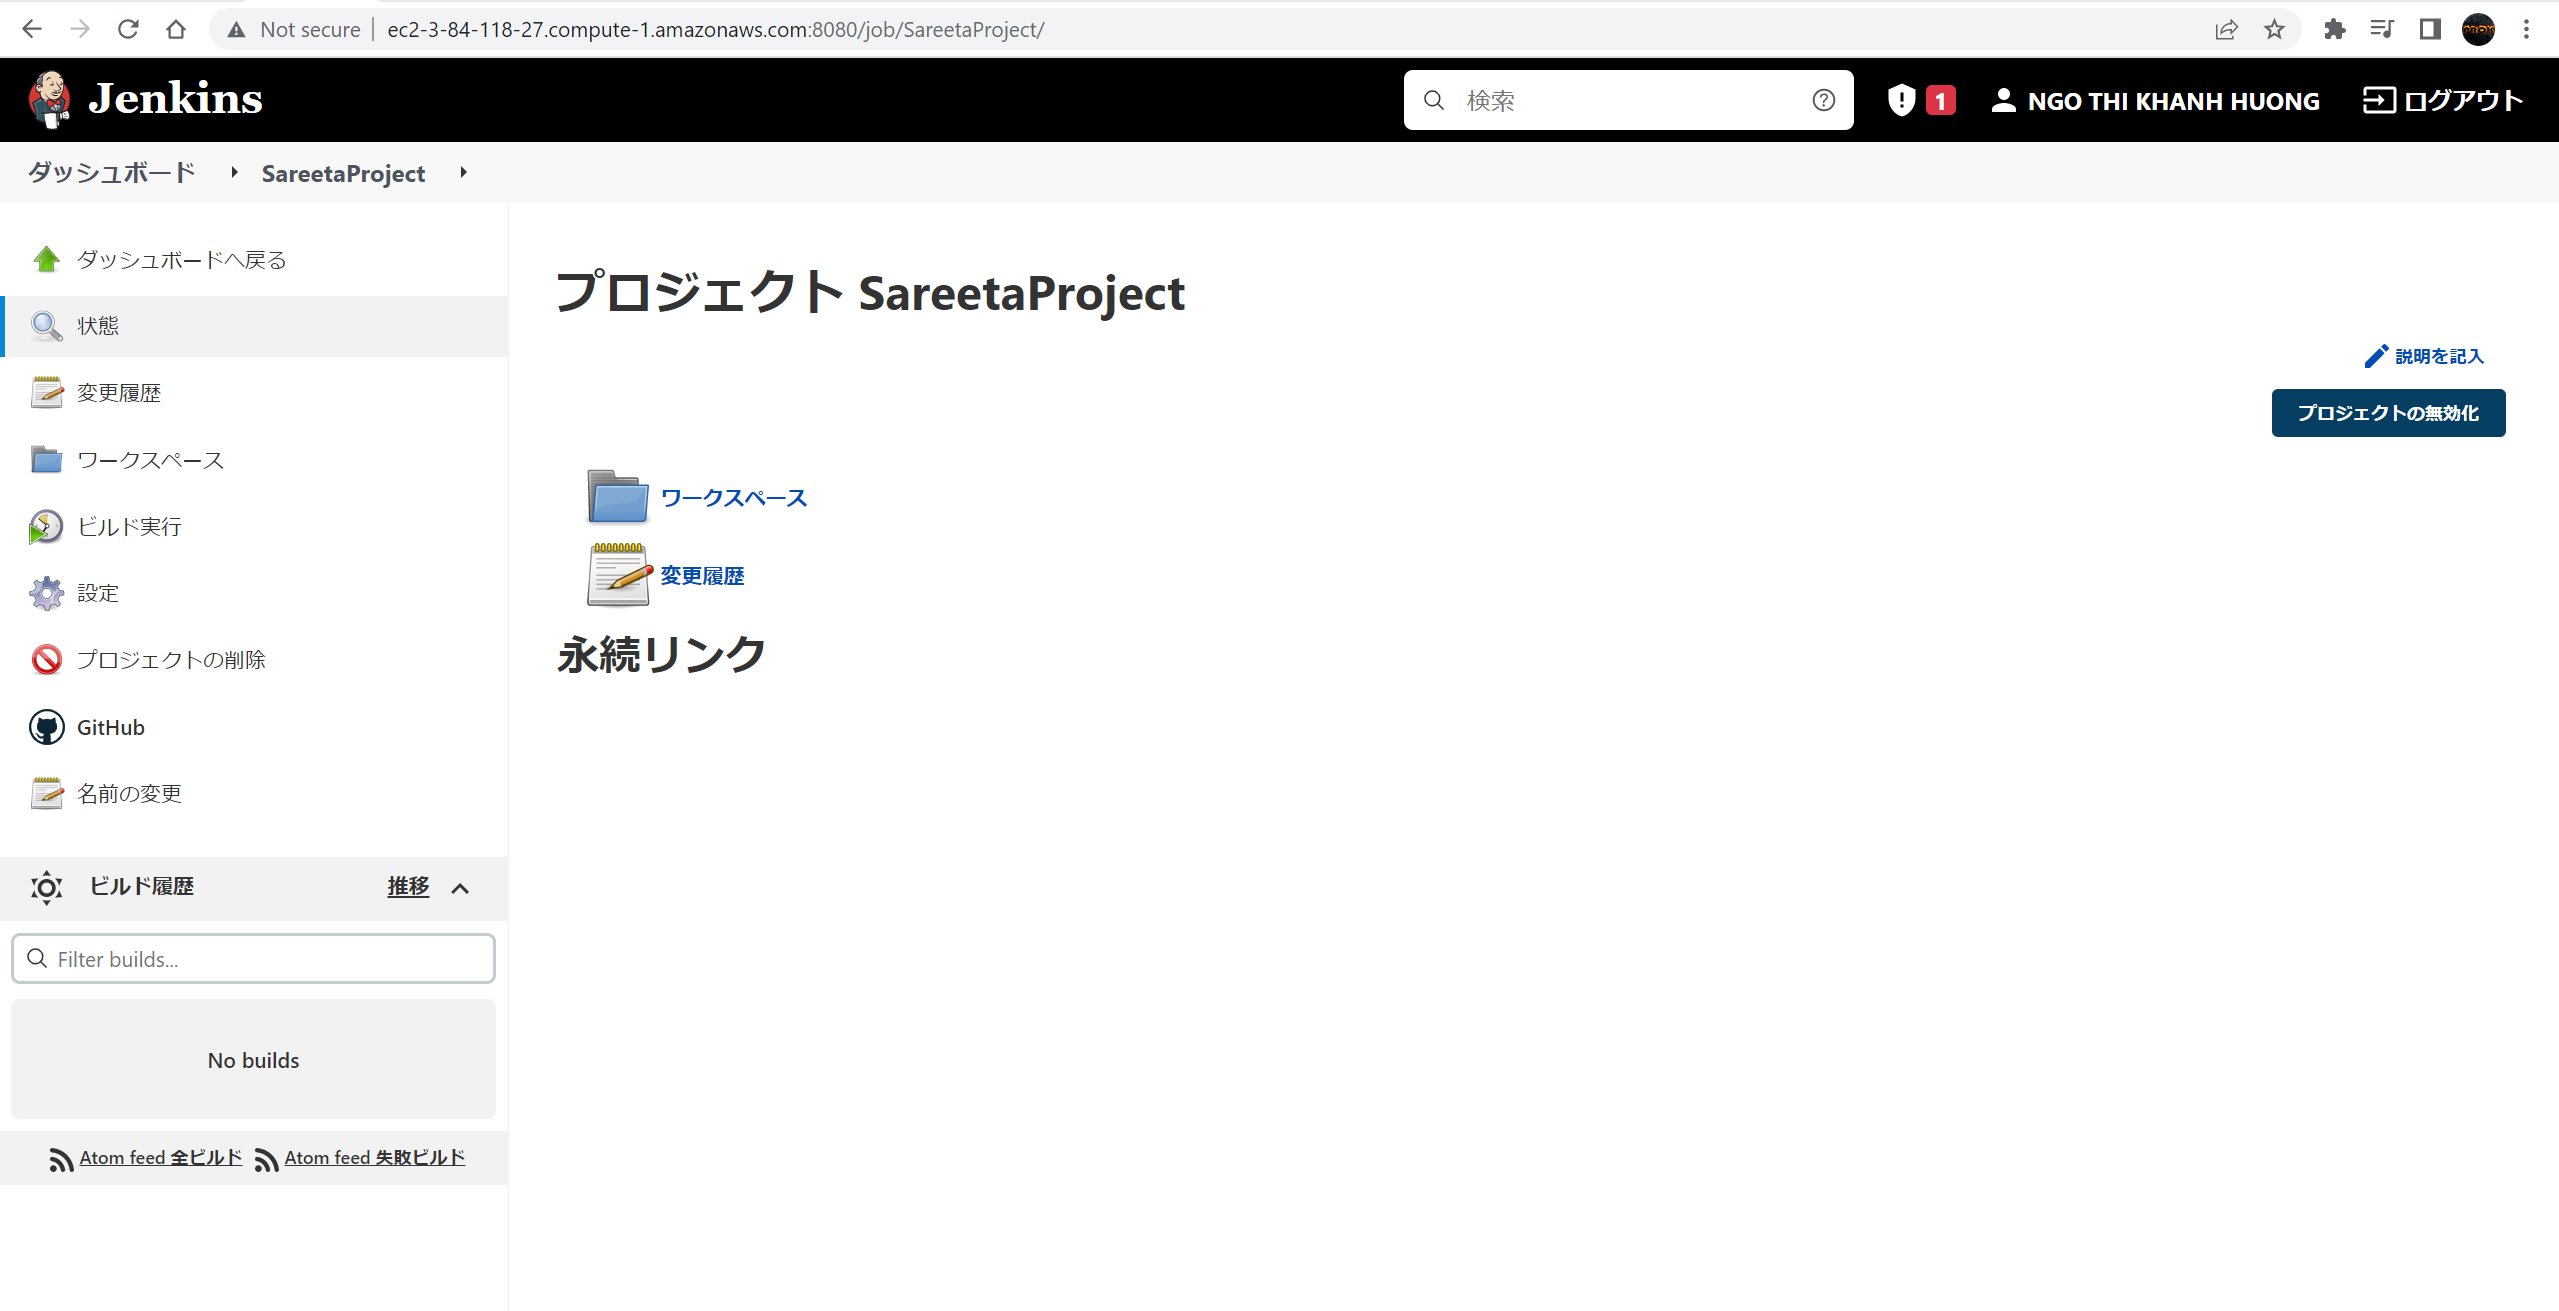 Not secure
ec2-3-84-118-27.compute-1.amazonaws.com:8080/job/SareetaProject/
Jenkins
検索
1
NGO THI KHANH HUONG
ログアウト
ダッシュボード
SareetaProject
ダッシュボードへ戻る
状態
変更履歴
ワークスペース
ビルド実行
設定
プロジェクトの削除
GitHub
名前の変更
ビルド履歴
推移
Filter builds...
No builds
Atom feed 全ビルド
Atom feed 失敗ビルド
プロジェクト SareetaProject
説明を記入
プロジェクトの無効化
ワークスペース
変更履歴
永続リンク